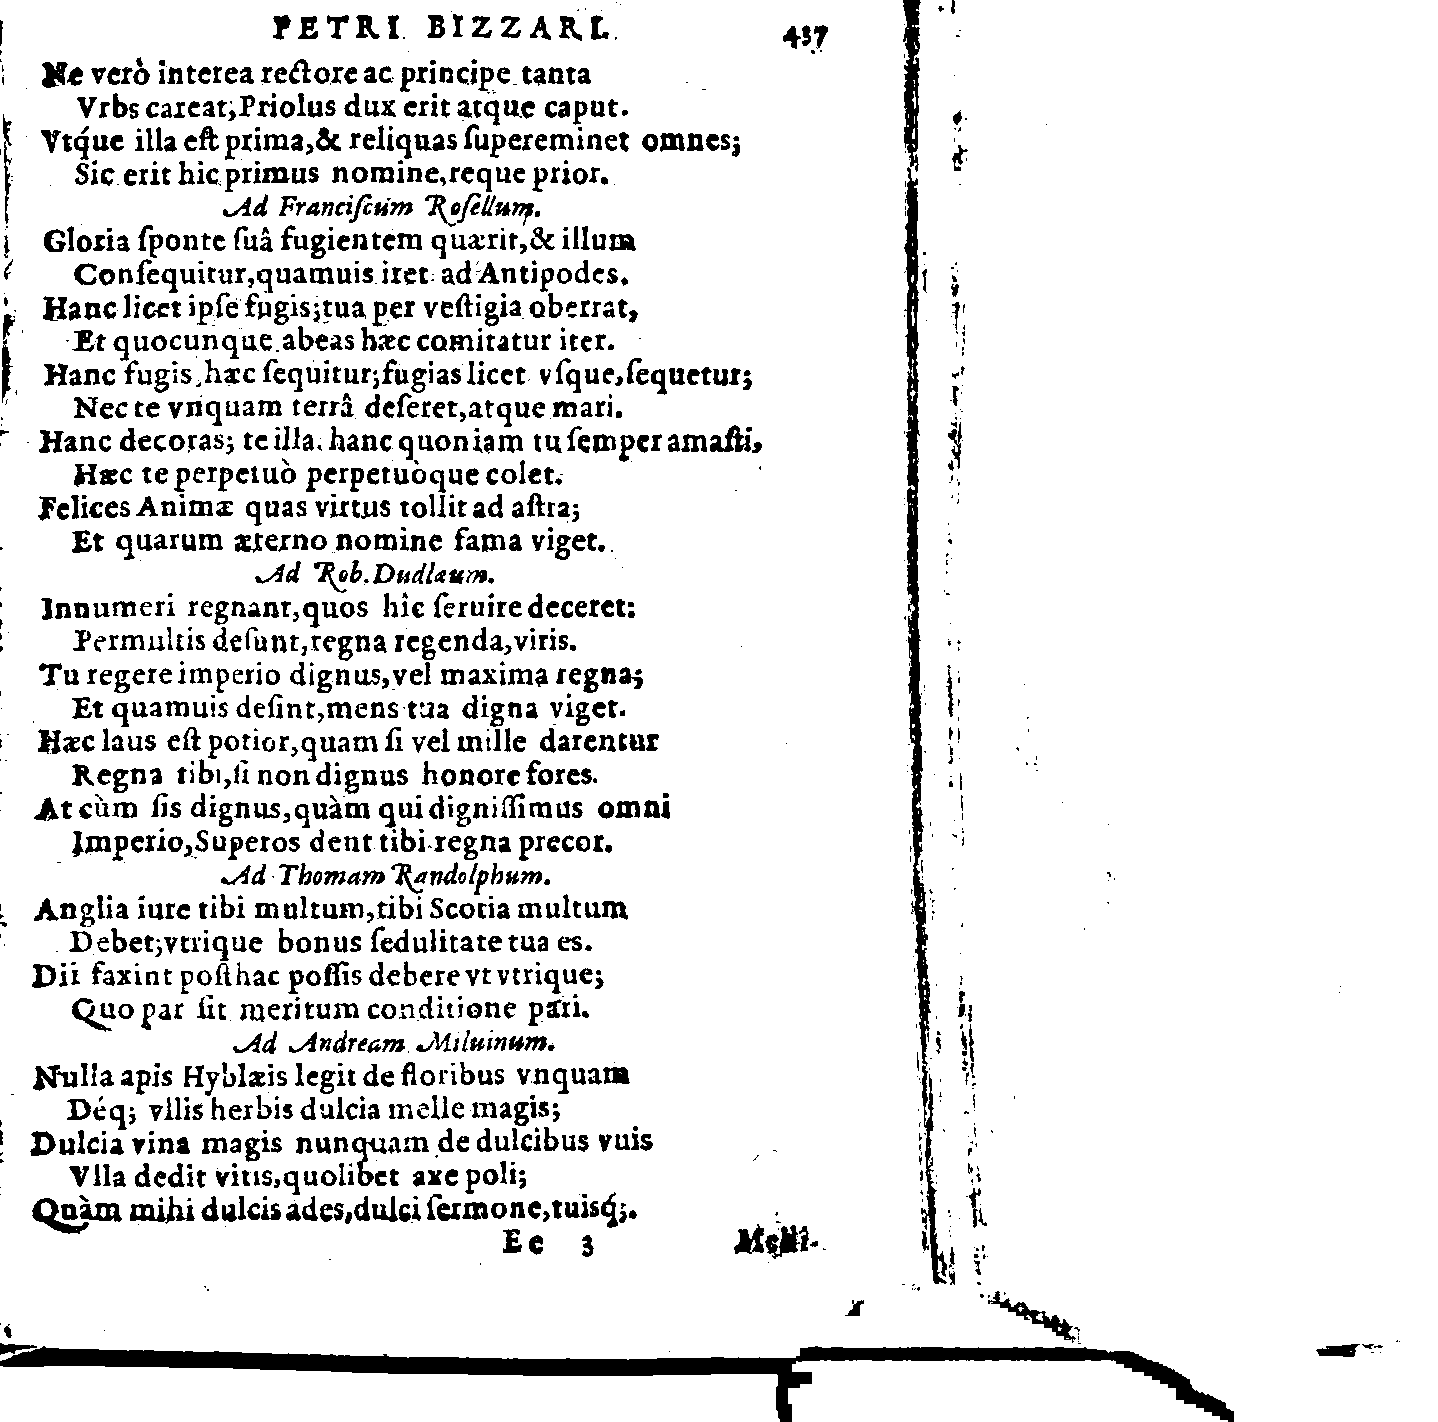 PETRI BIZZARI. 437
Ne verò interea rectore ac principe tanta
Vrbs careat, Priolus dux erit atque caput.
Vtq́ue illa eſt prima, & reliquas ſupereminet omnes;
Sic erit hic primus nomine, reque prior.
Ad Franciſcum Roſellum.
Gloria ſponte ſuâ fugientem quærit, & illum
Conſequitur, quamuis iret ad Antipodes.
Hanc licet ipſe fugis; tua per veſtigia oberrat,
Et quocunque abeas hæc comitatur iter.
Hanc fugis, hæc ſequitur; fugias licet vſque, ſequetur;
Nec te vnquam terrâ deſeret, atque mari.
Hanc decoras; te illa. hanc quoniam tu ſemper amaſti,
Hæc te perpetuò perpetuòque colet.
Felices Animæ quas virtus tollit ad aſtra;
Et quarum æterno nomine fama viget.
Ad Rob. Dudlæum.
Innumeri regnant, quos hîc ſeruire deceret:
Permultis deſunt, regna regenda, viris.
Tu regere imperio dignus, vel maxima regna;
Et quamuis deſint, mens tua digna viget.
Hæc laus eſt potior, quam ſi vel mille darentur
Regna tibi, ſi non dignus honore fores.
At cùm ſis dignus, quàm qui digniſſimus omni
Imperio, Superos dent tibi regna precor.
Ad Thomam Randolphum.
Anglia iure tibi multum, tibi Scotia multum
Debet; vtrique bonus ſedulitate tua es.
Dii faxint poſthac poſſis debere vt vtrique;
Quo par ſit meritum conditione pari.
Ad Andream Miluinum.
Nulla apis Hyblæis legit de floribus vnquam
Déq; vllis herbis dulcia melle magis;
Dulcia vina magis nunquam de dulcibus vuis
Vlla dedit vitis, quolibet axe poli;
Quàm mihi dulcis ades, dulci ſermone, tuisq́;.
Ee 3 Melli-